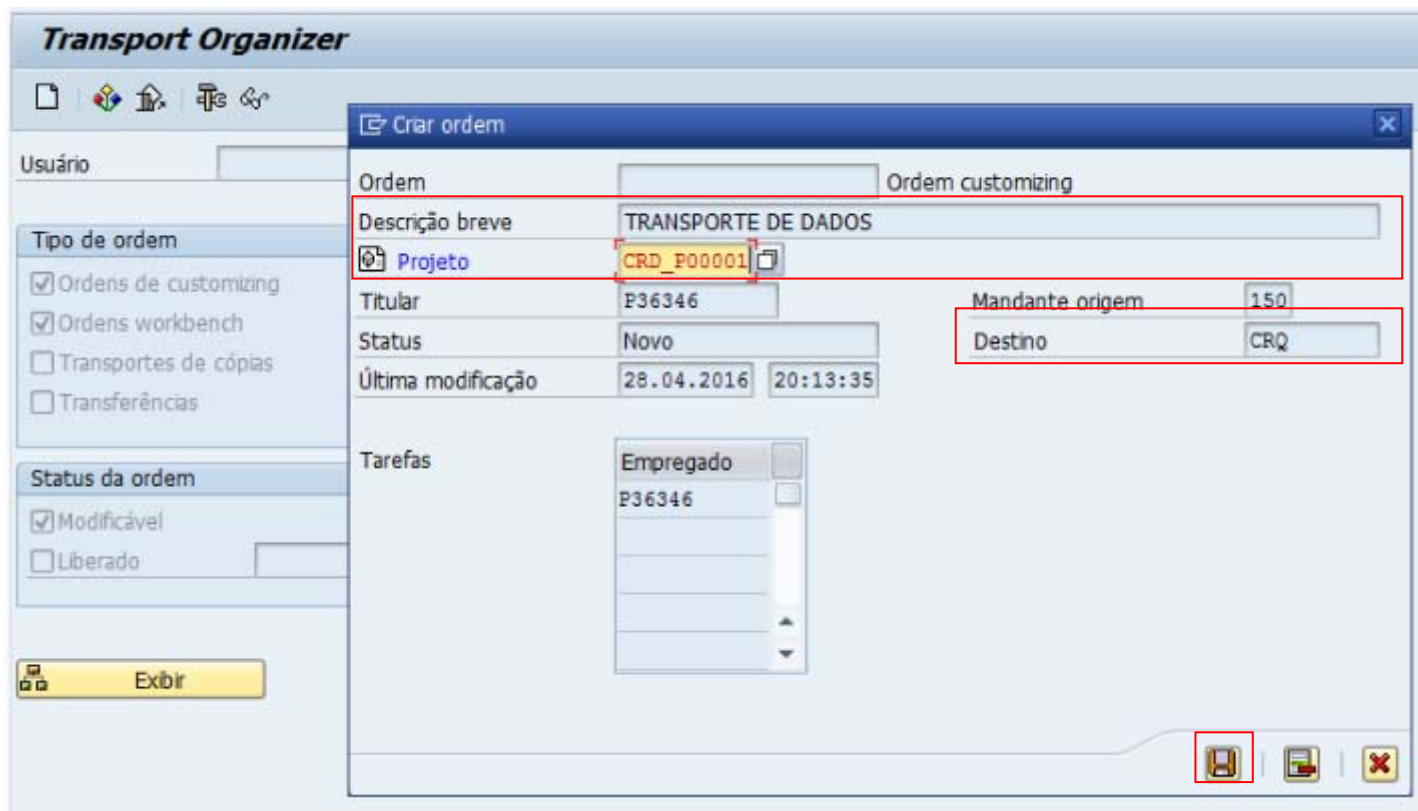 Transport Organizer
Usuário
Tipo de ordem
Ordens de customizing
Ordens workbench
Transportes de cópias
Transferências
Status da ordem
Modificável
Liberado
Exibir
Criar ordem
Ordem Ordem customizing
Descrição breve TRANSPORTE DE DADOS
Projeto CRD_P00001
Titular P36346 Mandante origem 150
Status Novo Destino CRQ
Última modificação 28.04.2016 20:13:35
Tarefas Empregado
P36346